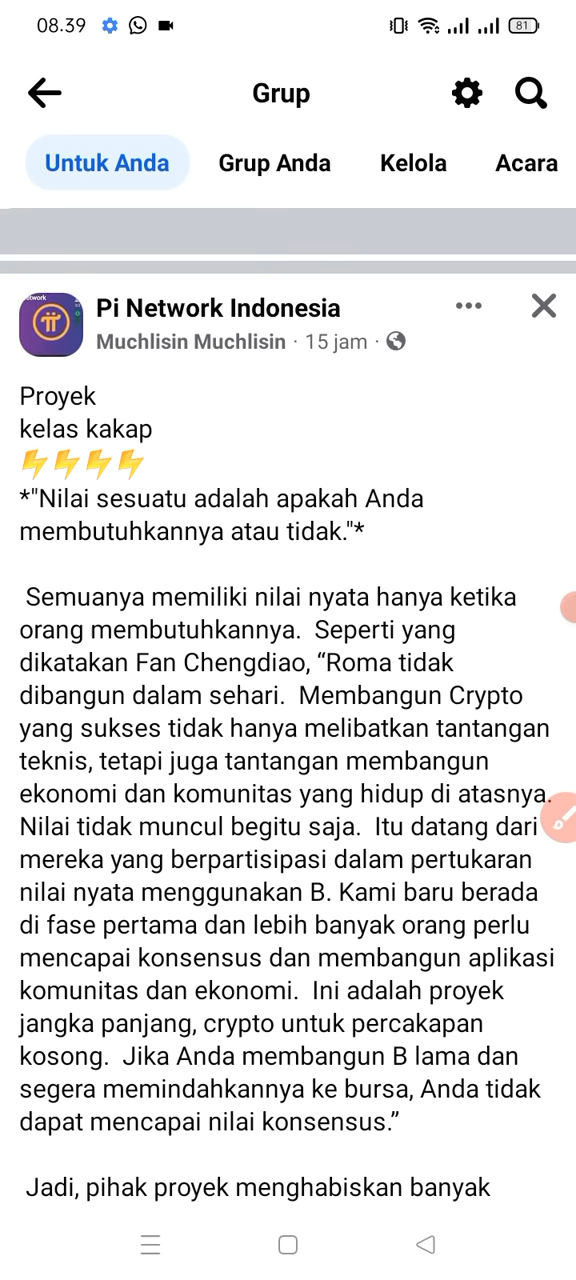 08.39
81
Grup
Untuk Anda
Grup Anda
Kelola
Acara
Pi Network Indonesia
Muchlisin Muchlisin · 15 jam ·
Proyek
kelas kakap
⚡⚡⚡⚡
*"Nilai sesuatu adalah apakah Anda
membutuhkannya atau tidak."*
Semuanya memiliki nilai nyata hanya ketika
orang membutuhkannya. Seperti yang
dikatakan Fan Chengdiao, “Roma tidak
dibangun dalam sehari. Membangun Crypto
yang sukses tidak hanya melibatkan tantangan
teknis, tetapi juga tantangan membangun
ekonomi dan komunitas yang hidup di atasnya.
Nilai tidak muncul begitu saja. Itu datang dari
mereka yang berpartisipasi dalam pertukaran
nilai nyata menggunakan B. Kami baru berada
di fase pertama dan lebih banyak orang perlu
mencapai konsensus dan membangun aplikasi
komunitas dan ekonomi. Ini adalah proyek
jangka panjang, crypto untuk percakapan
kosong. Jika Anda membangun B lama dan
segera memindahkannya ke bursa, Anda tidak
dapat mencapai nilai konsensus.”
Jadi, pihak proyek menghabiskan banyak